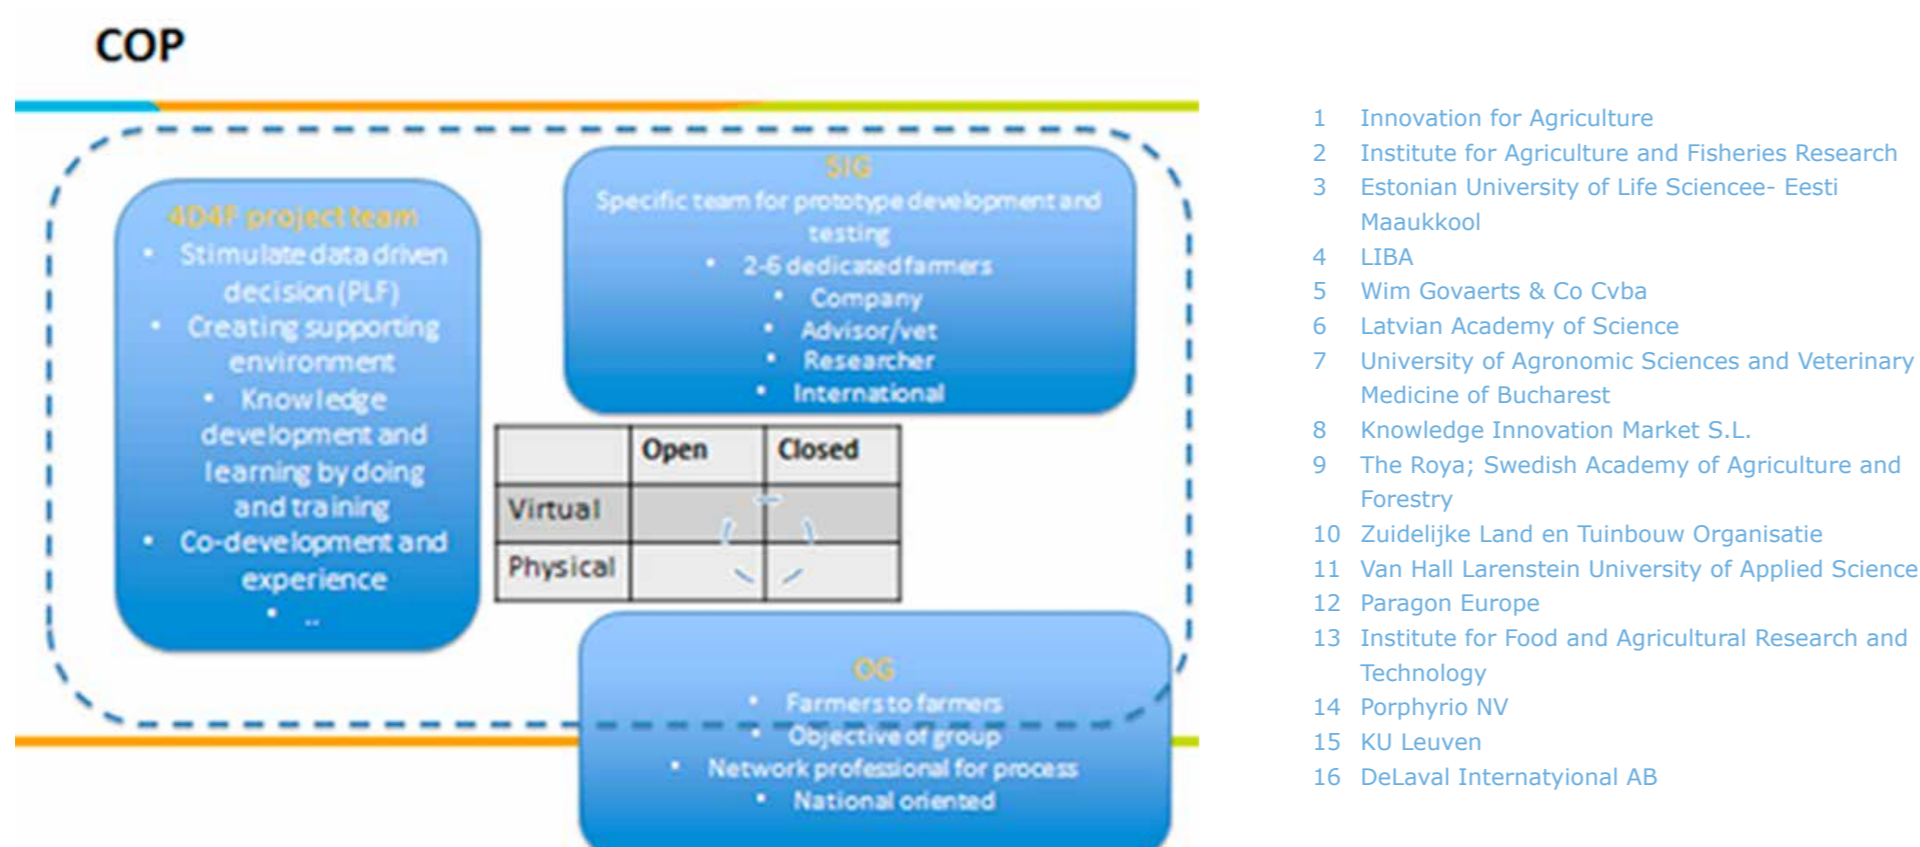 COP
4D4F project team
• Stimulate data driven
decision (PLF)
• Creating supporting
environment
• Knowledge
development and
learning by doing
and training
• Co-development and
experience
• ..
SIG
Specific team for prototype development and
testing
• 2-6 dedicated farmers
• Company
• Advisor/vet
• Researcher
• International
Open Closed
Virtual
Physical
OG
• Farmers to farmers
• Objective of group
• Network professional for process
• National oriented
1 Innovation for Agriculture
2 Institute for Agriculture and Fisheries Research
3 Estonian University of Life Sciencee- Eesti
Maaukkool
4 LIBA
5 Wim Govaerts & Co Cvba
6 Latvian Academy of Science
7 University of Agronomic Sciences and Veterinary
Medicine of Bucharest
8 Knowledge Innovation Market S.L.
9 The Roya; Swedish Academy of Agriculture and
Forestry
10 Zuidelijke Land en Tuinbouw Organisatie
11 Van Hall Larenstein University of Applied Science
12 Paragon Europe
13 Institute for Food and Agricultural Research and
Technology
14 Porphyrio NV
15 KU Leuven
16 DeLaval Internatyional AB